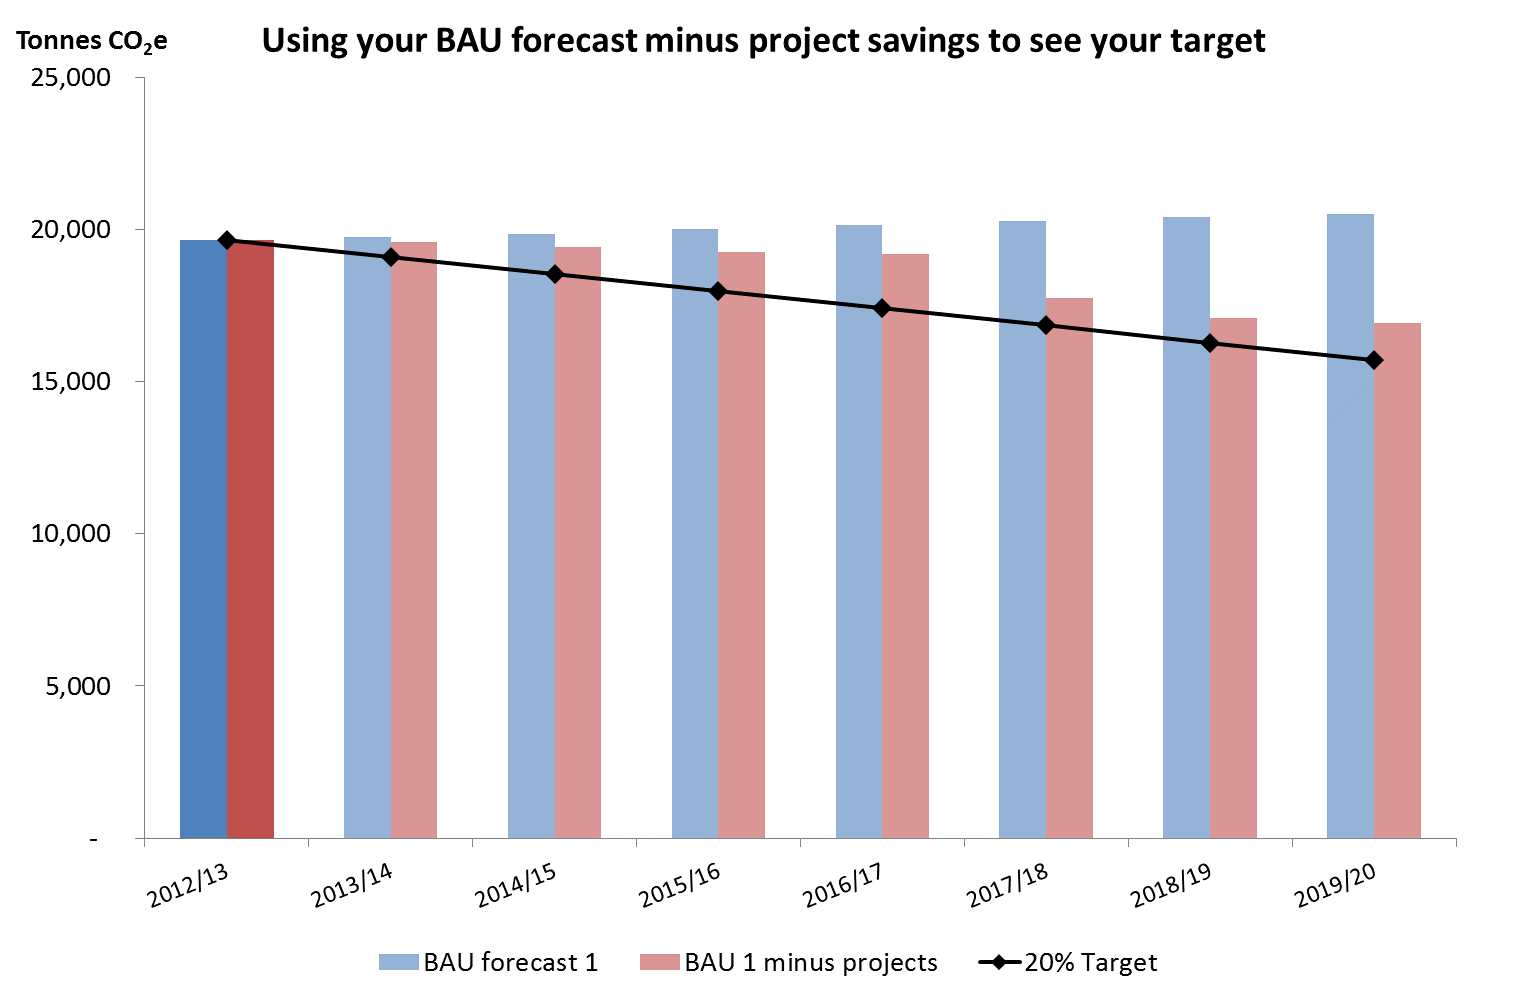 Tonnes CO₂e
Using your BAU forecast minus project savings to see your target
25,000
20,000
15,000
10,000
5,000
-
2012/13
2013/14
2014/15
2015/16
2016/17
2017/18
2018/19
2019/20
BAU forecast 1
BAU 1 minus projects
20% Target